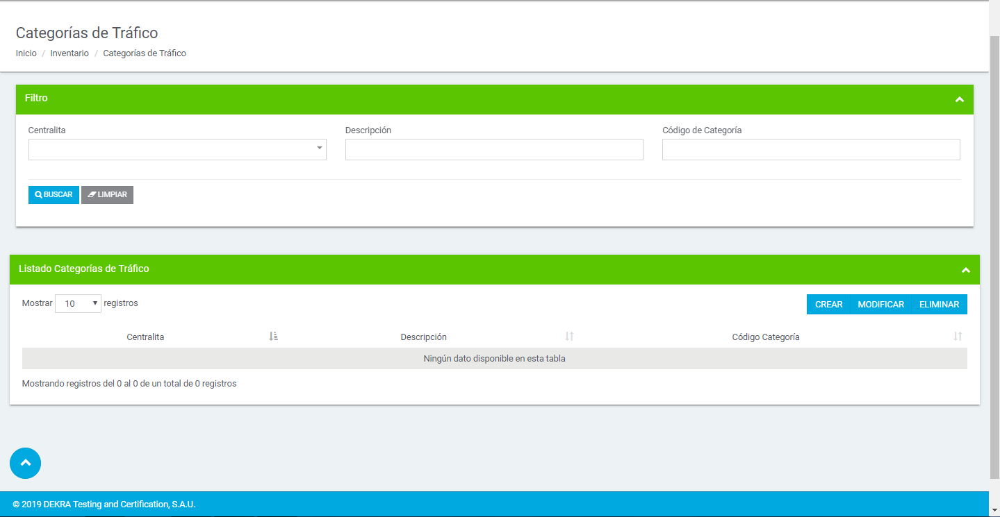 Categorías de Tráfico
Inicio / Inventario / Categorías de Tráfico
Filtro
Centralita Descripción Código de Categoría
BUSCAR LIMPIAR
Listado Categorías de Tráfico
Mostrar 10 registros CREAR MODIFICAR ELIMINAR
Centralita Descripción Código Categoría
Ningún dato disponible en esta tabla
Mostrando registros del 0 al 0 de un total de 0 registros
© 2019 DEKRA Testing and Certification, S.A.U.